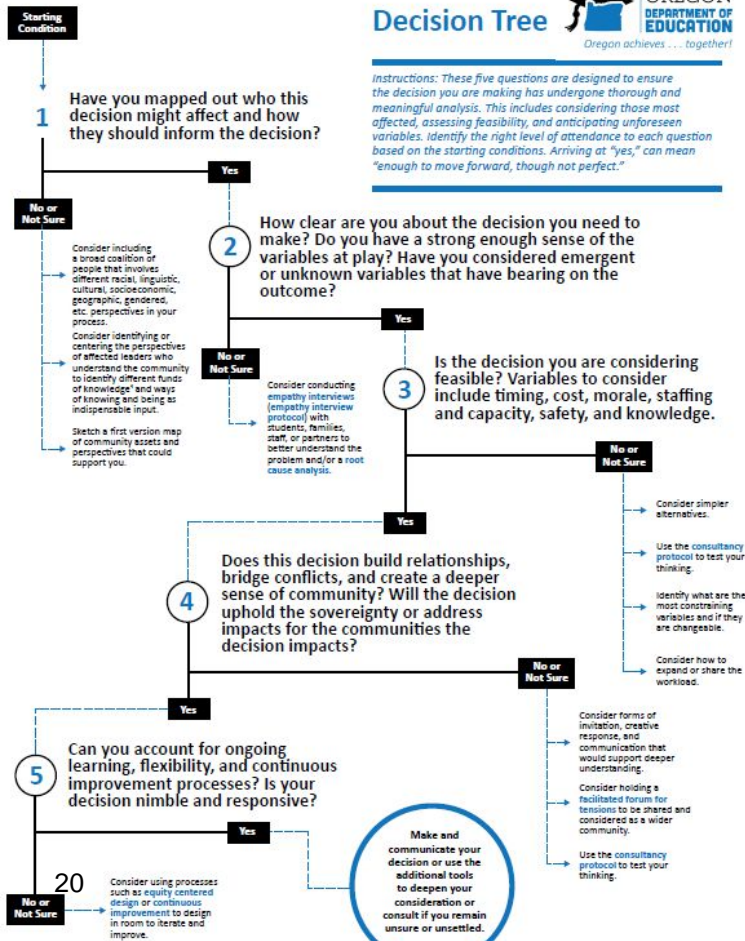 Starting
Condition
Decision Tree
OREGON
DEPARTMENT OF
EDUCATION
Oregon achieves . . . together!
Instructions: These five questions are designed to ensure
the decision you are making has undergone thorough and
meaningful analysis. This includes considering those most
affected, assessing feasibility, and anticipating unforeseen
variables. Identify the right level of attendance to each question
based on the starting conditions. Arriving at "yes," can mean
"enough to move forward, though not perfect."
1
Have you mapped out who this
decision might affect and how
they should inform the decision?
Yes
No or
Not Sure
Consider including
a broad coalition of
people that involves
different racial, linguistic,
cultural, socioeconomic,
geographic, gendered,
etc. perspectives in your
process.
Consider identifying or
centering the perspectives
of affected leaders who
understand the community
to identify different funds
of knowledge¹ and ways
of knowing and being as
indispensable input.
Sketch a first version map
of community assets and
perspectives that could
support you.
2
How clear are you about the decision you need to
make? Do you have a strong enough sense of the
variables at play? Have you considered emergent
or unknown variables that have bearing on the
outcome?
Yes
No or
Not Sure
Consider conducting
empathy interviews
(empathy interview
protocol) with
students, families,
staff, or partners to
better understand the
problem and/or a root
cause analysis.
3
Is the decision you are considering
feasible? Variables to consider
include timing, cost, morale, staffing
and capacity, safety, and knowledge.
No or
Not Sure
Consider simpler
alternatives.
Use the consultancy
protocol to test your
thinking.
Identify what are the
most constraining
variables and if they
are changeable.
Consider how to
expand or share the
workload.
Yes
4
Does this decision build relationships,
bridge conflicts, and create a deeper
sense of community? Will the decision
uphold the sovereignty or address
impacts for the communities the
decision impacts?
No or
Not Sure
Consider forms of
invitation, creative
response, and
communication that
would support deeper
understanding.
Consider holding a
facilitated forum for
tensions to be shared and
considered as a wider
community.
Use the consultancy
protocol to test your
thinking.
Yes
5
Can you account for ongoing
learning, flexibility, and continuous
improvement processes? Is your
decision nimble and responsive?
Yes
Make and
communicate your
decision or use the
additional tools
to deepen your
consideration or
consult if you remain
unsure or unsettled.
20
No or
Not Sure
Consider using processes
such as equity centered
design or continuous
improvement to design
in room to iterate and
improve.